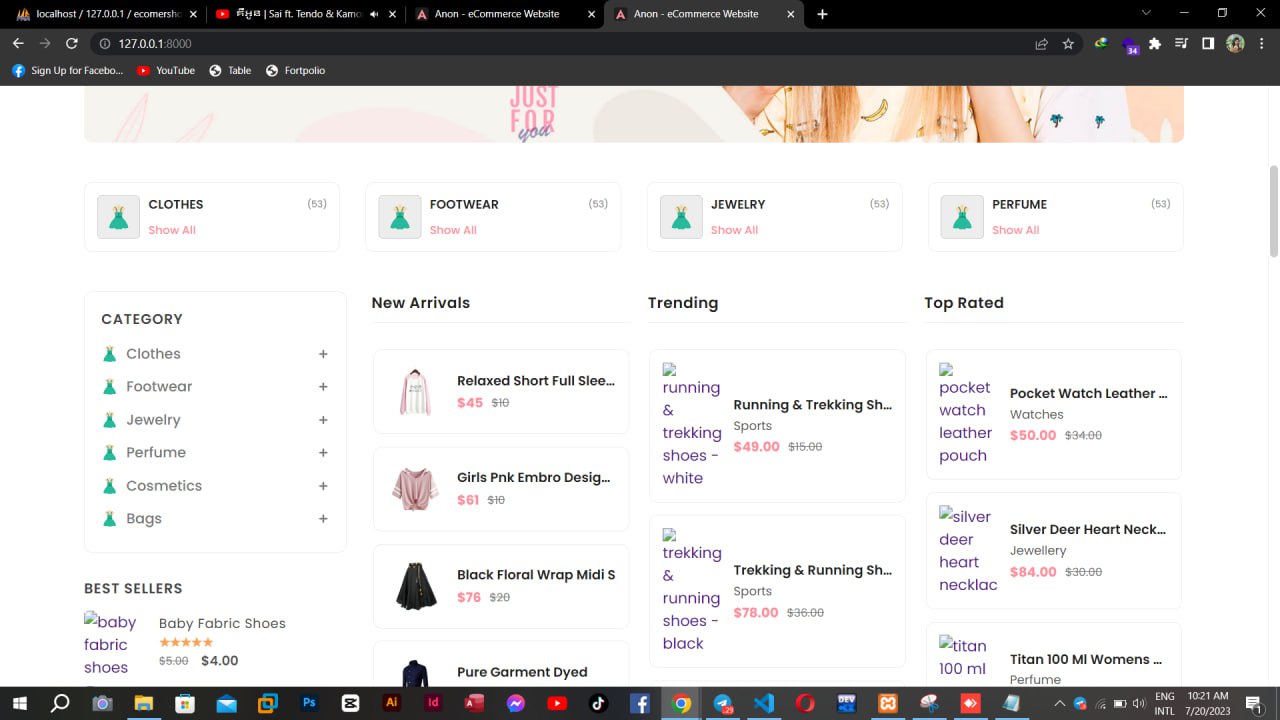 localhost / 127.0.0.1 / ecomersho
| Sai ft. Tendo & Kamo
Anon - eCommerce Website
Anon - eCommerce Website
127.0.0.1:8000
34
Sign Up for Facebo...
YouTube
Table
Fortpolio
JUST
FOR
you
CLOTHES
(53)
Show All
FOOTWEAR
(53)
Show All
JEWELRY
(53)
Show All
PERFUME
(53)
Show All
CATEGORY
Clothes +
Footwear +
Jewelry +
Perfume +
Cosmetics +
Bags +
BEST SELLERS
baby
fabric
shoes
Baby Fabric Shoes
$5.00 $4.00
New Arrivals
Relaxed Short Full Slee...
$45 $10
Girls Pnk Embro Desig...
$61 $10
Black Floral Wrap Midi S
$76 $20
Pure Garment Dyed
Trending
running
&
trekking
shoes -
white
Running & Trekking Sh...
Sports
$49.00 $15.00
trekking
&
running
shoes -
black
Trekking & Running Sh...
Sports
$78.00 $36.00
Top Rated
pocket
watch
leather
pouch
Pocket Watch Leather ...
Watches
$50.00 $34.00
silver
deer
heart
necklac
Silver Deer Heart Neck...
Jewellery
$84.00 $30.00
titan
100 ml
Titan 100 Ml Womens ...
Perfume
Ps
Ai
Id
ENG
INTL
10:21 AM
7/20/2023